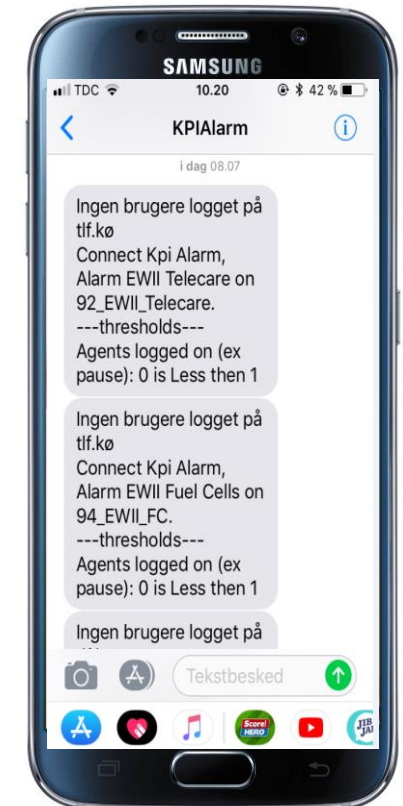 SAMSUNG
TDC 10.20 42 %
KPIAlarm
i dag 08.07
Ingen brugere logget på
tlf.kø
Connect Kpi Alarm,
Alarm EWII Telecare on
92_EWII_Telecare.
---thresholds---
Agents logged on (ex
pause): 0 is Less then 1
Ingen brugere logget på
tlf.kø
Connect Kpi Alarm,
Alarm EWII Fuel Cells on
94_EWII_FC.
---thresholds---
Agents logged on (ex
pause): 0 is Less then 1
Ingen brugere logget på
Tekstbesked
Score!
HERO
JIB
JA